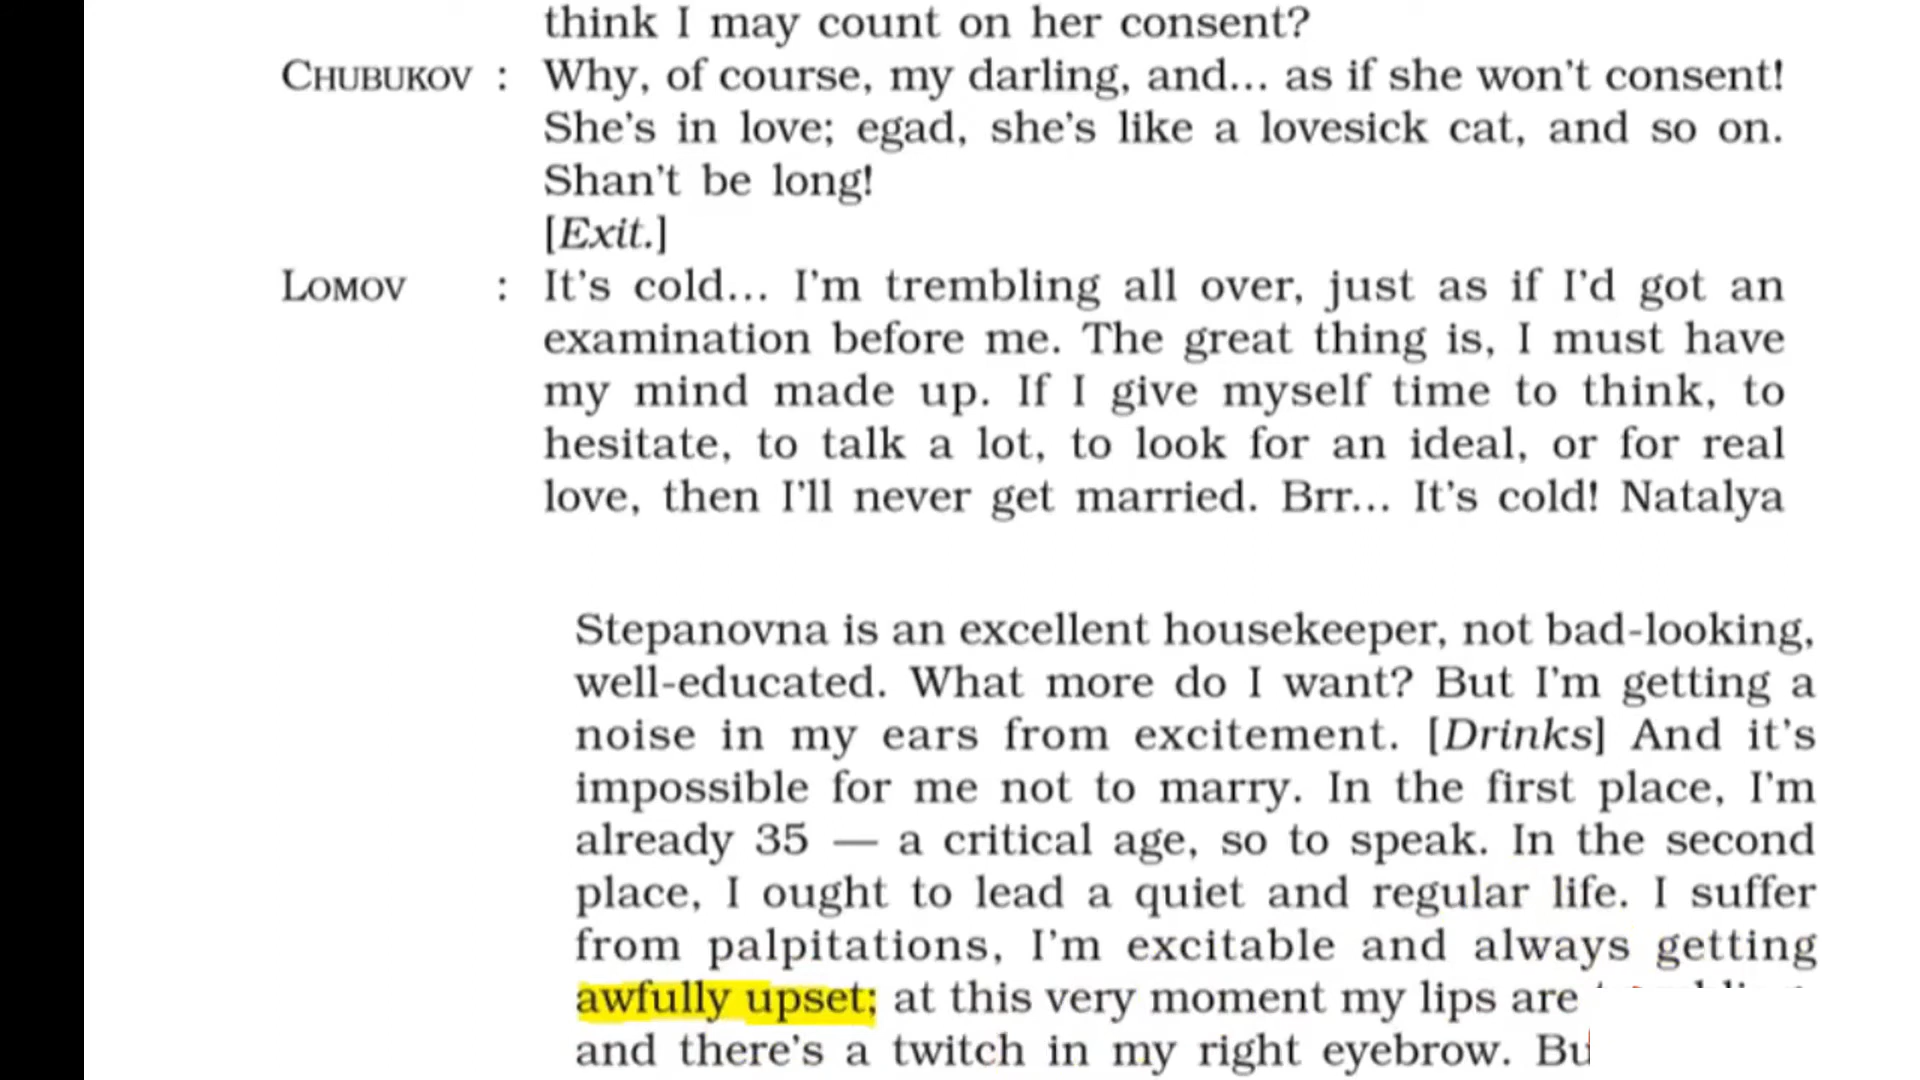 think I may count on her consent?
CHUBUKOV : Why, of course, my darling, and... as if she won't consent!
She's in love; egad, she's like a lovesick cat, and so on.
Shan't be long!
[Exit.]
LOMOV : It's cold... I'm trembling all over, just as if I'd got an
examination before me. The great thing is, I must have
my mind made up. If I give myself time to think, to
hesitate, to talk a lot, to look for an ideal, or for real
love, then I'll never get married. Brr... It's cold! Natalya
Stepanovna is an excellent housekeeper, not bad-looking,
well-educated. What more do I want? But I'm getting a
noise in my ears from excitement. [Drinks] And it's
impossible for me not to marry. In the first place, I'm
already 35 — a critical age, so to speak. In the second
place, I ought to lead a quiet and regular life. I suffer
from palpitations, I'm excitable and always getting
awfully upset; at this very moment my lips are
and there's a twitch in my right eyebrow.